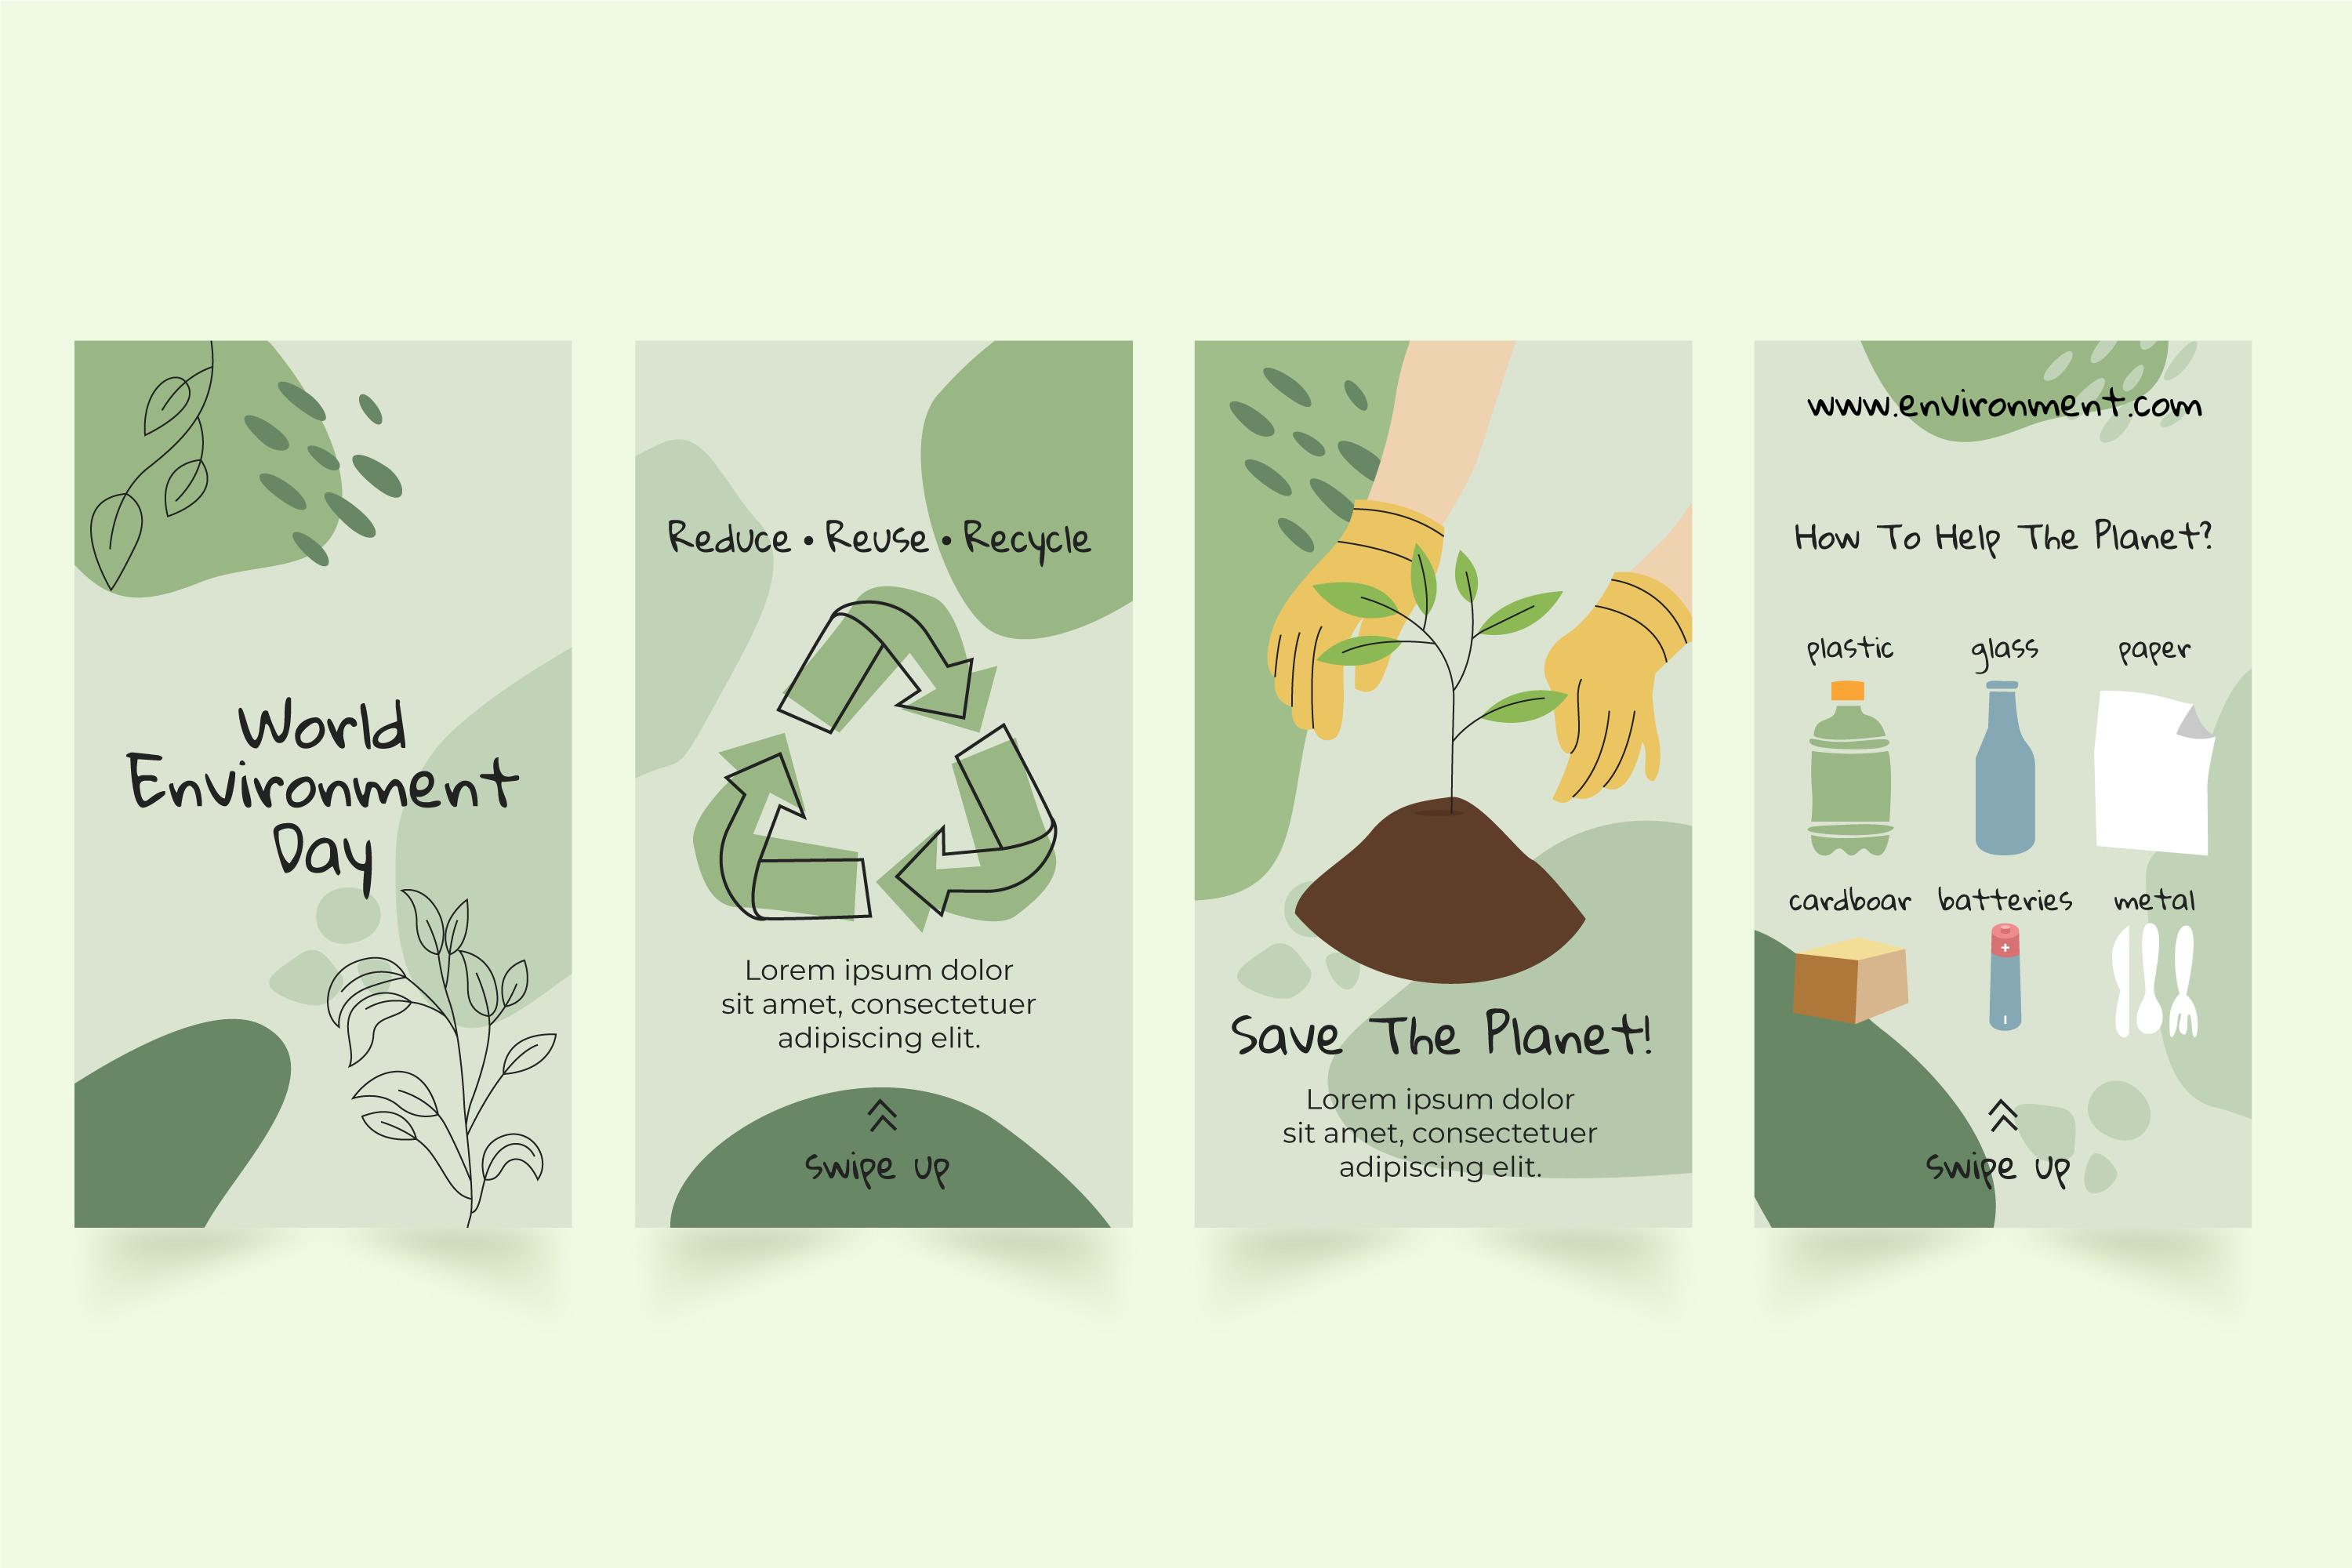 World
Environment
Day
Reduce • Reuse • Recycle
Lorem ipsum dolor
sit amet, consectetuer
adipiscing elit.
Swipe up
Save The Planet!
Lorem ipsum dolor
sit amet, consectetuer
adipiscing elit.
www.environment.com
How To Help The Planet?
plastic glass paper
cardboar batteries metal
Swipe up